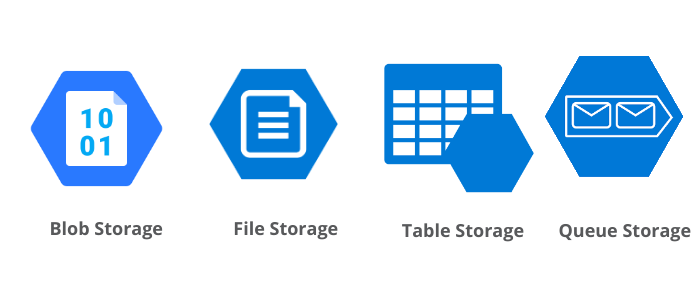 10
01
Blob Storage
File Storage
Table Storage
Queue Storage